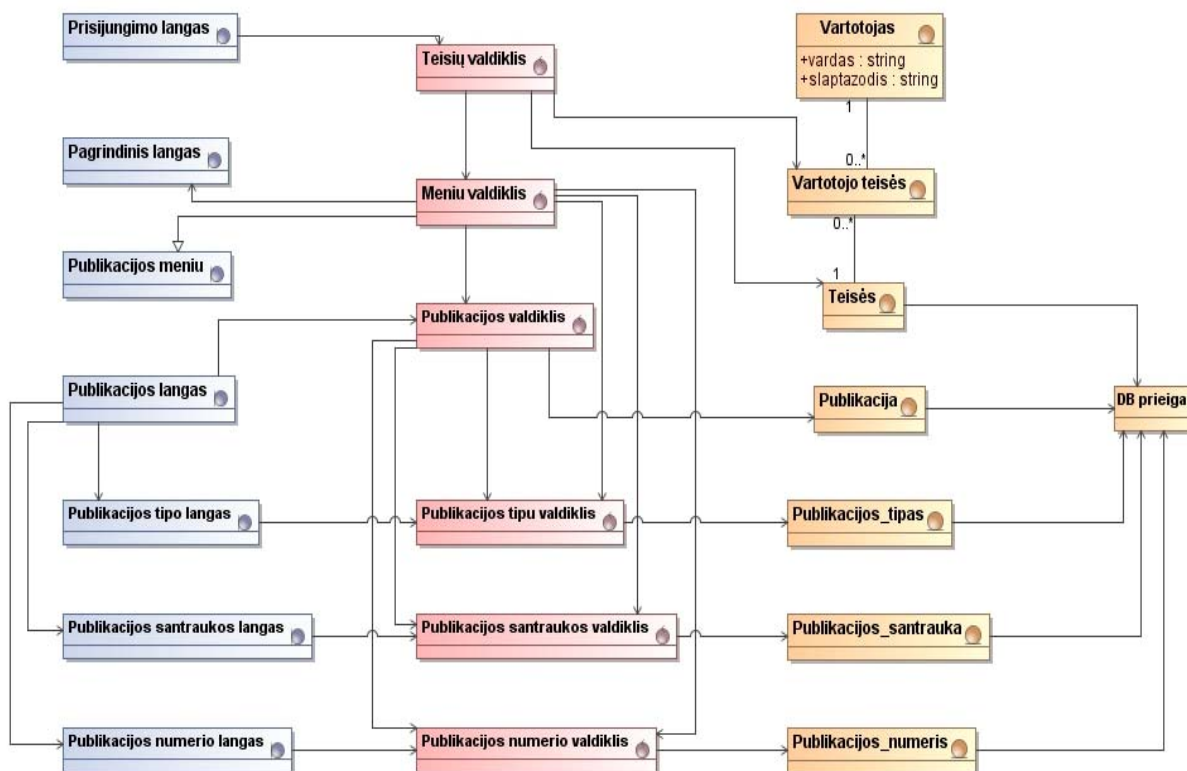 Prisijungimo langas
Teisių valdiklis
Vartotojas
+vardas : string
+slaptazodis : string
1
0..*
Pagrindinis langas
Meniu valdiklis
Vartotojo teisės
0..*
1
Publikacijos meniu
Teisės
Publikacijos valdiklis
Publikacijos langas
Publikacija
DB prieiga
Publikacijos tipo langas
Publikacijos tipu valdiklis
Publikacijos_tipas
Publikacijos santraukos langas
Publikacijos santraukos valdiklis
Publikacijos_santrauka
Publikacijos numerio langas
Publikacijos numerio valdiklis
Publikacijos_numeris